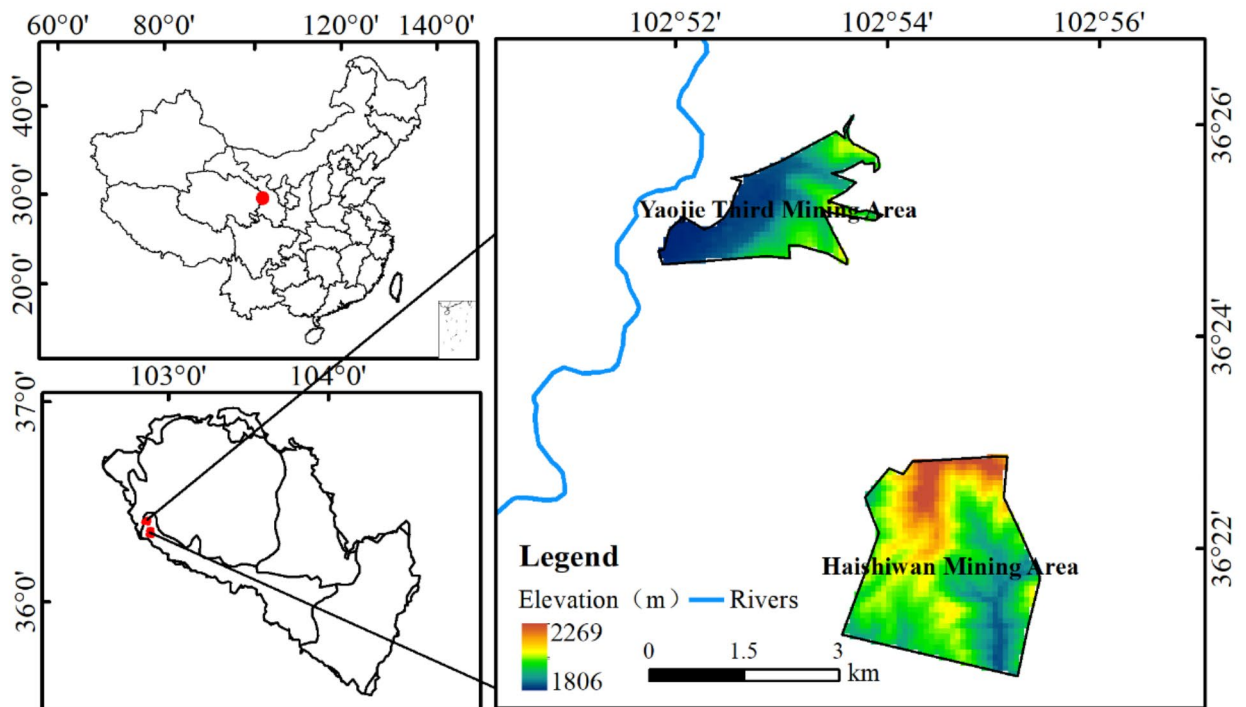 60°0' 80°0' 100°0' 120°0' 140°0'
40°0'
30°0'
20°0'
103°0' 104°0'
37°0'
36°0'
102°52' 102°54' 102°56'
36°26'
36°24'
36°22'
Yaojie Third Mining Area
Haishiwan Mining Area
Legend
Elevation（m） Rivers
2269
1806
0 1.5 3
km